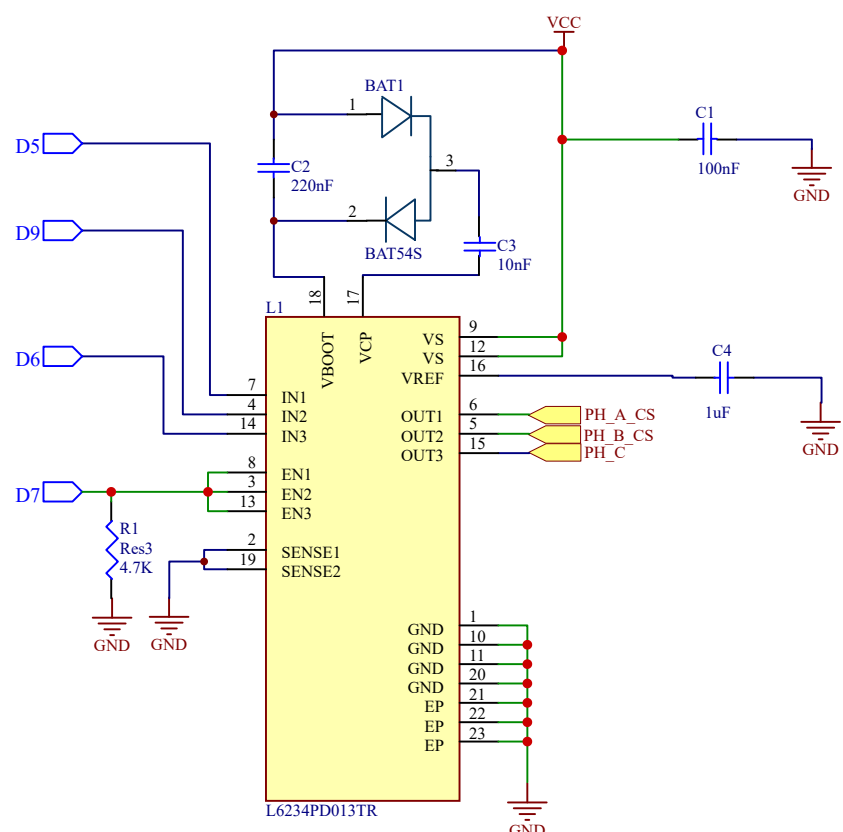 VCC
BAT1
1
C1
100nF
GND
D5
C2
220nF
3
2
BAT54S
C3
10nF
D9
18
17
L1
VBOOT
VCP
9
VS
12
VS
16
VREF
C4
1uF
GND
D6
7
IN1
4
IN2
14
IN3
6
OUT1
PH_A_CS
5
OUT2
PH_B_CS
15
OUT3
PH_C
D7
8
EN1
3
EN2
13
EN3
R1
Res3
4.7K
GND
GND
2
SENSE1
19
SENSE2
1
GND
10
GND
11
GND
20
GND
21
EP
22
EP
23
EP
L6234PD013TR
GND